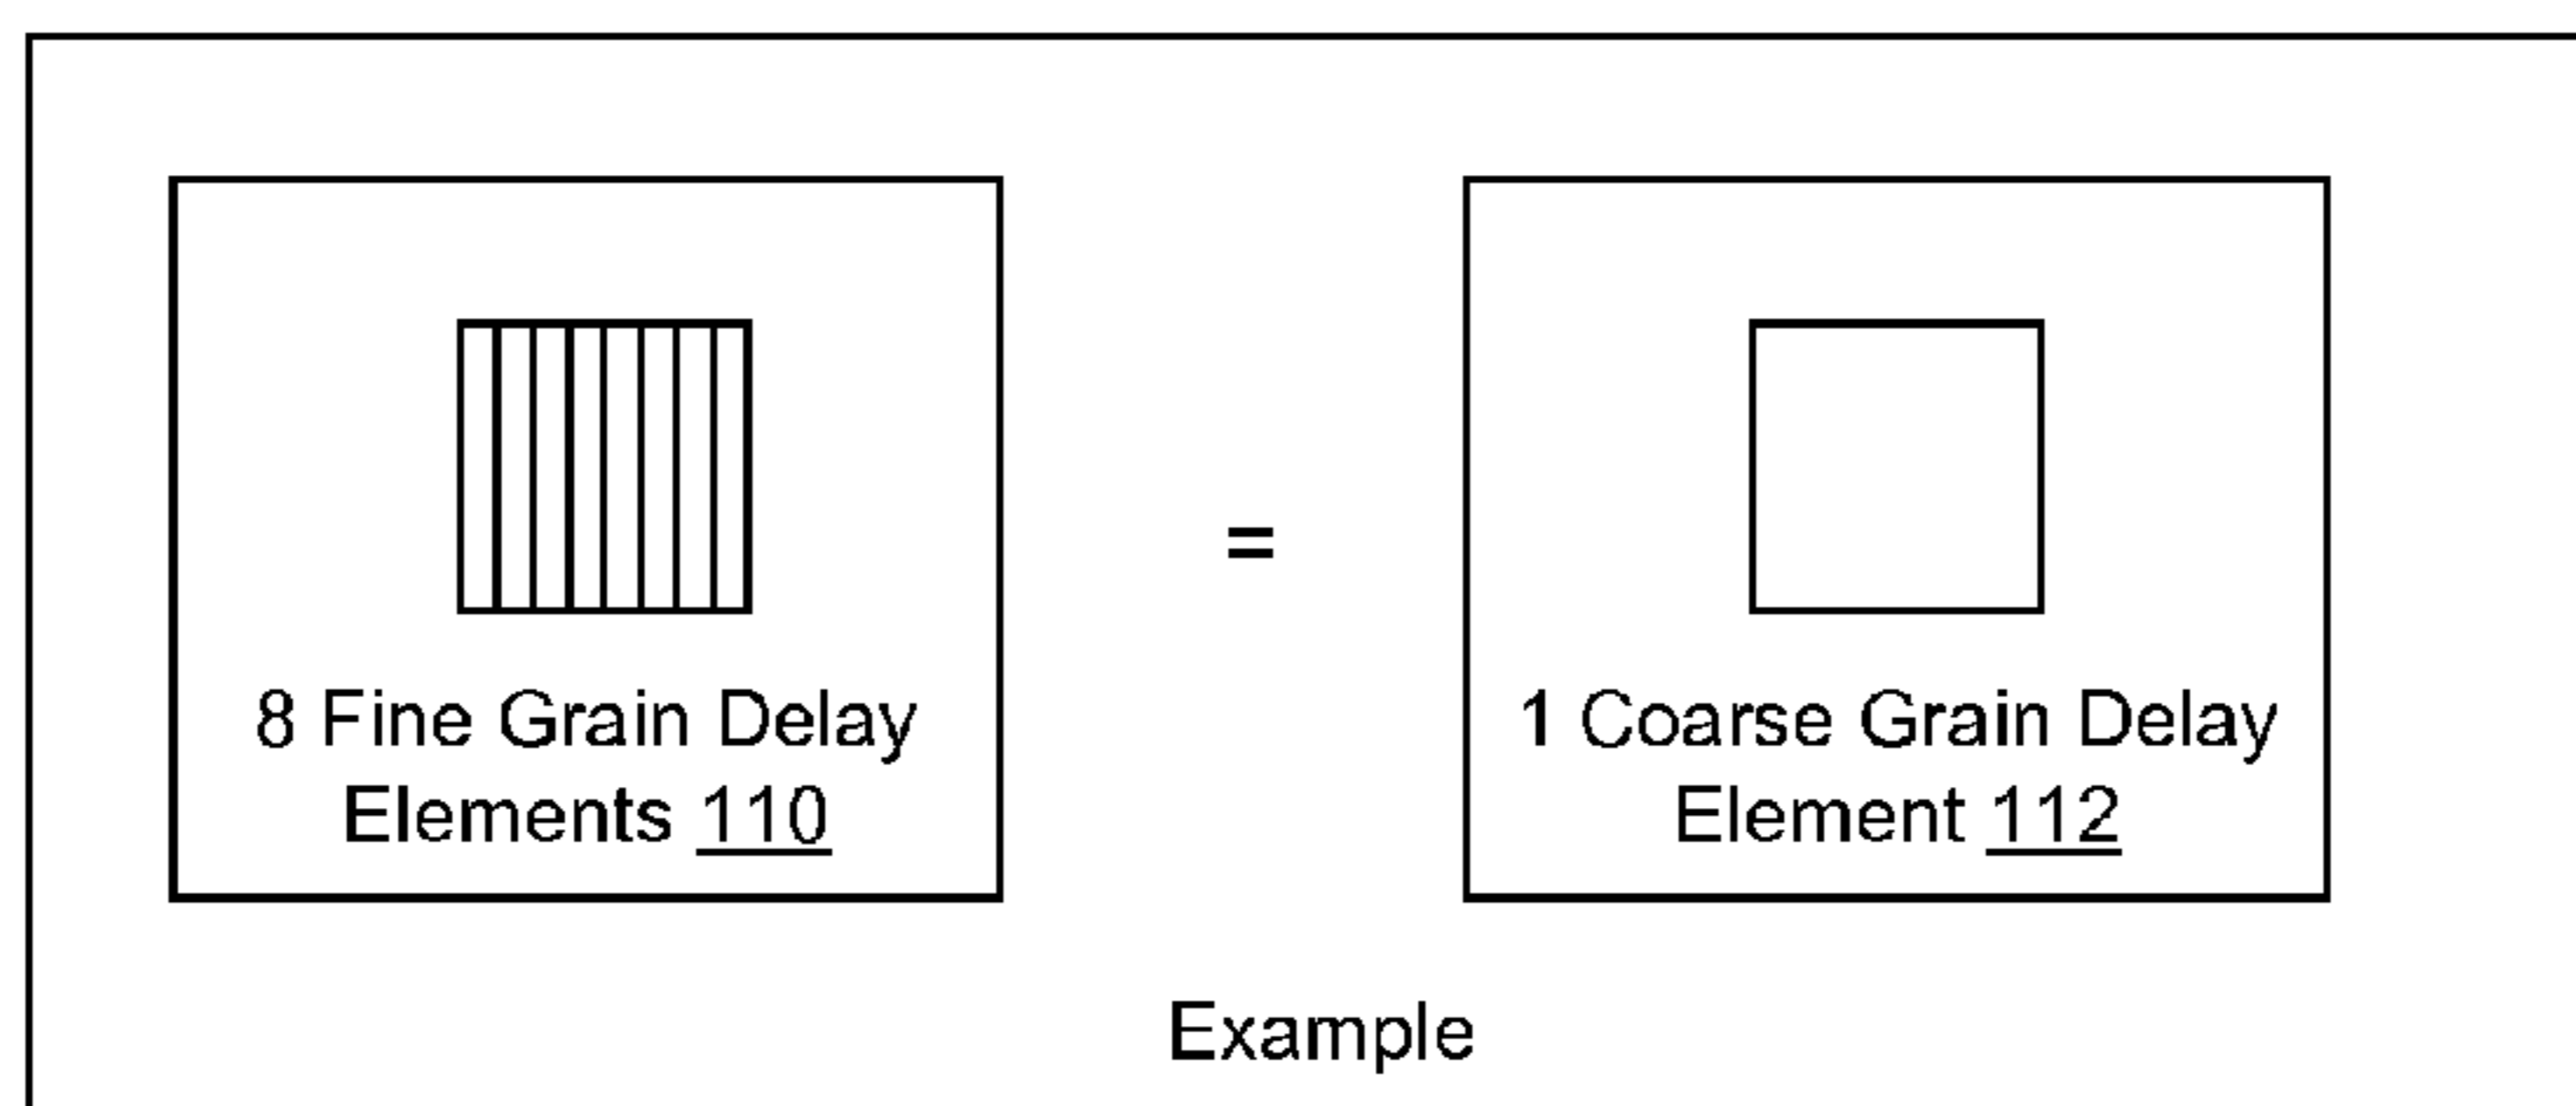 8 Fine Grain Delay
Elements 110
=
1 Coarse Grain Delay
Element 112
Example